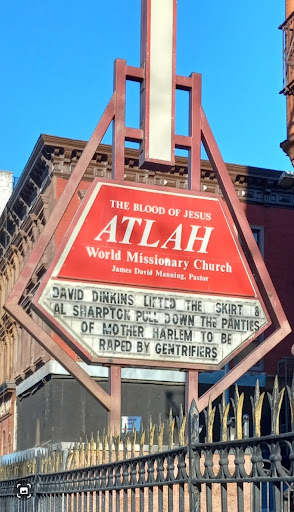 THE BLOOD OF JESUS
ATLAH
World Missionary Church
James David Manning, Pastor
DAVID DINKINS LIFTED THE SKIRT &
AL SHARPTON PULL DOWN THE PANTIES
OF MOTHER HARLEM TO BE
RAPED BY GENTRIFIERS